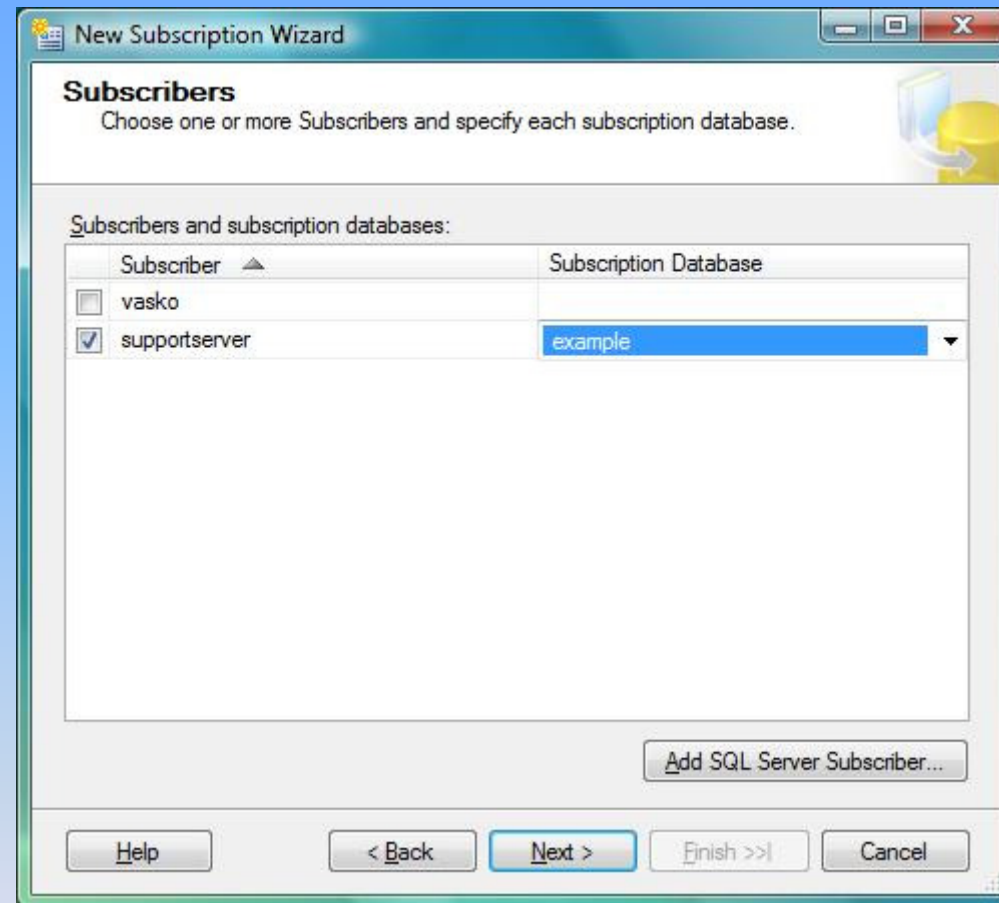 New Subscription Wizard
Subscribers
Choose one or more Subscribers and specify each subscription database.
Subscribers and subscription databases:
Subscriber Subscription Database
vasko
supportserver example
Add SQL Server Subscriber...
Help < Back Next > Finish >>| Cancel